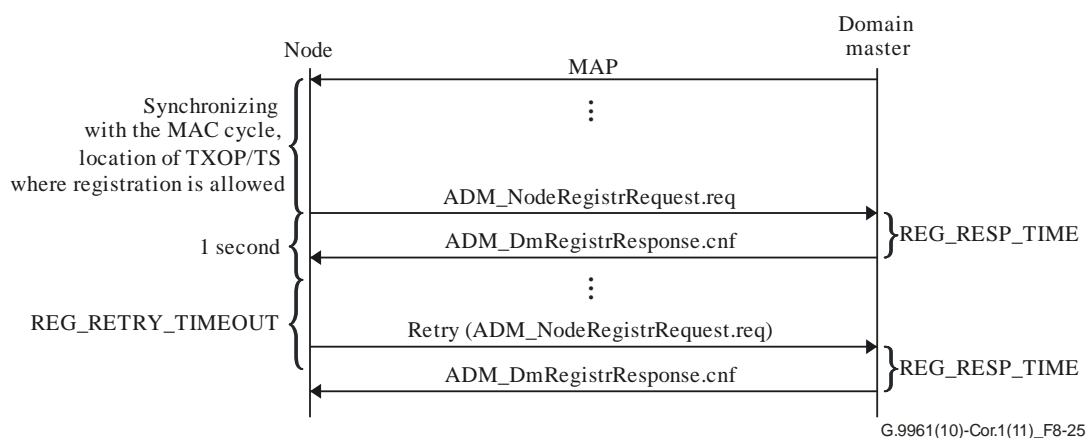 Domain
master
Node
MAP
Synchronizing
with the MAC cycle,
location of TXOP/TS
where registration is allowed
ADM_NodeRegistrRequest.req
REG_RESP_TIME
1 second
ADM_DmRegistrResponse.cnf
REG_RETRY_TIMEOUT
Retry (ADM_NodeRegistrRequest.req)
REG_RESP_TIME
ADM_DmRegistrResponse.cnf
G.9961(10)-Cor.1(11)_F8-25